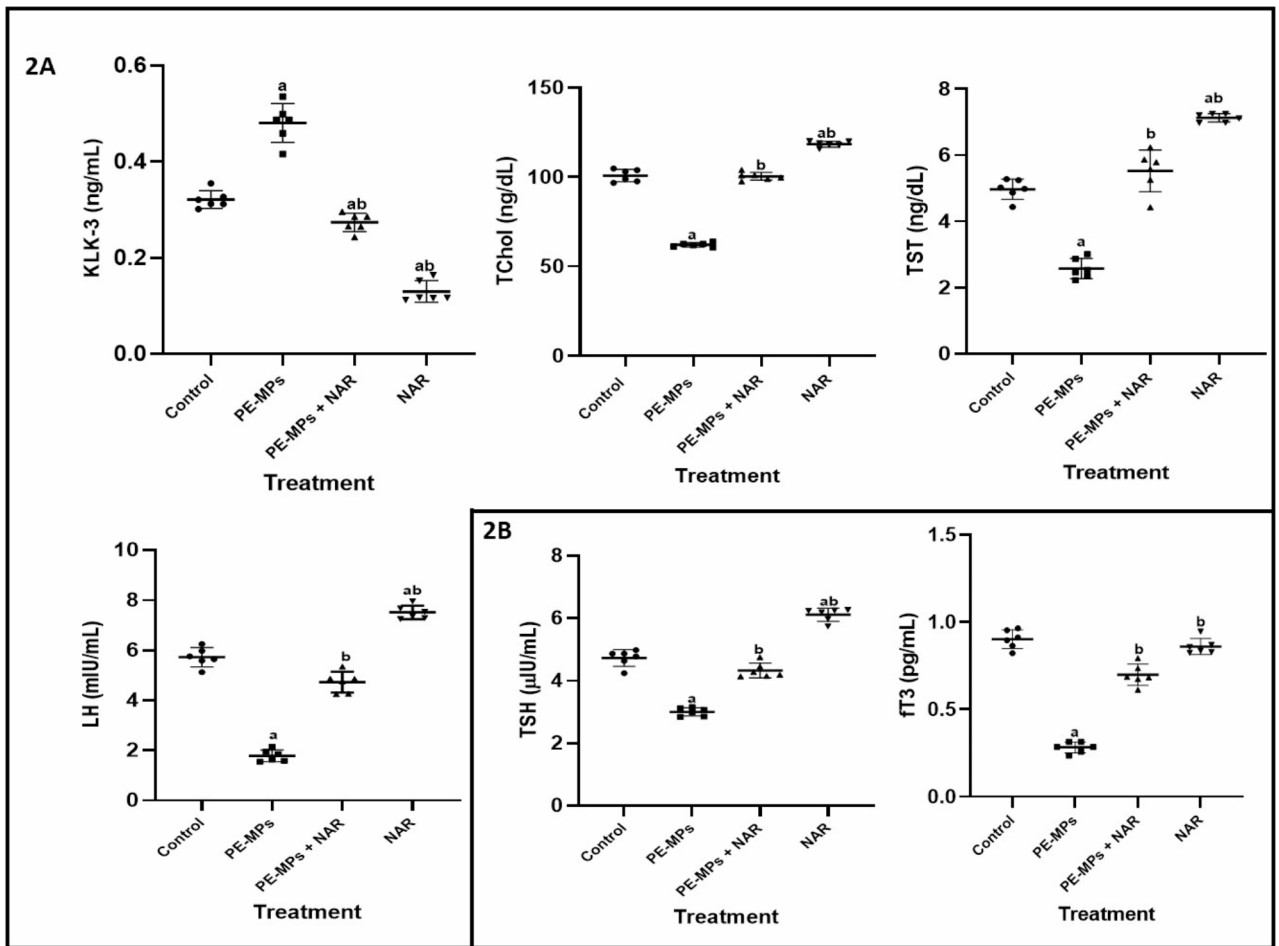 2A
KLK-3 (ng/mL)
0.6
0.4
0.2
0.0
a
ab
ab
Control
PE-MPs
PE-MPs + NAR
NAR
Treatment
TChol (ng/dL)
150
100
50
0
a
b
ab
Control
PE-MPs
PE-MPs + NAR
NAR
Treatment
TST (ng/dL)
8
6
4
2
0
a
b
ab
Control
PE-MPs
PE-MPs + NAR
NAR
Treatment
LH (mIU/mL)
10
8
6
4
2
0
a
b
ab
Control
PE-MPs
PE-MPs + NAR
NAR
Treatment
2B
TSH (µIU/mL)
8
6
4
2
0
a
b
ab
Control
PE-MPs
PE-MPs + NAR
NAR
Treatment
fT3 (pg/mL)
1.5
1.0
0.5
0.0
a
b
b
Control
PE-MPs
PE-MPs + NAR
NAR
Treatment